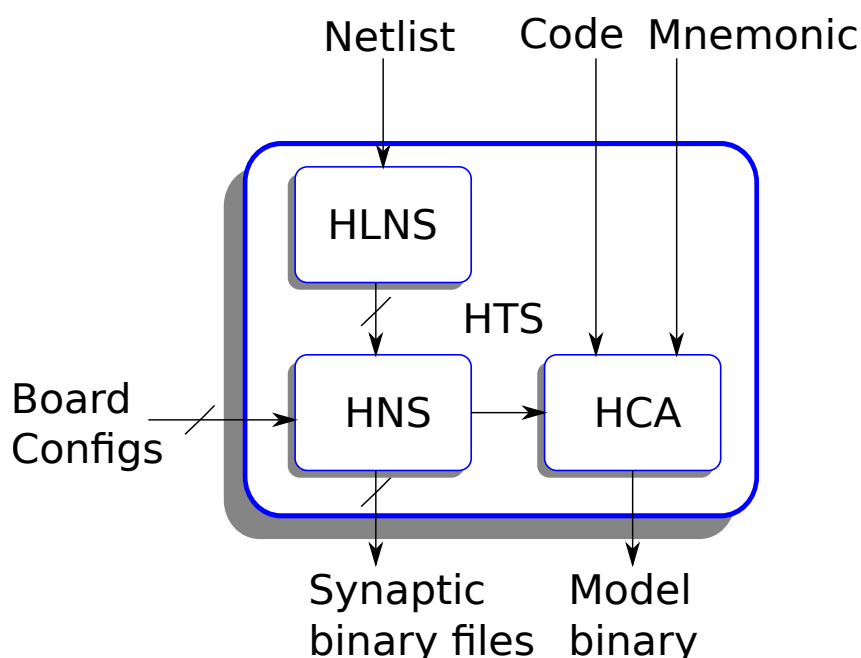 Netlist
Code
Mnemonic
HLNS
HTS
Board
Configs
HNS
HCA
Synaptic
binary files
Model
binary